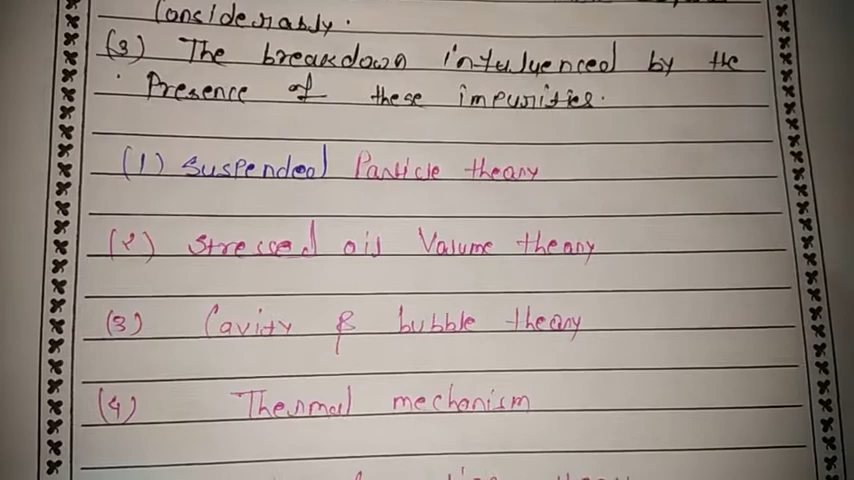 Considerably.
(3) The breakdown influenced by the
Presence of these impurities.
(1) Suspended Particle theory
(2) Stressed oil Volume theory
(3) Cavity & bubble theory
(4) Thermal mechanism
theory